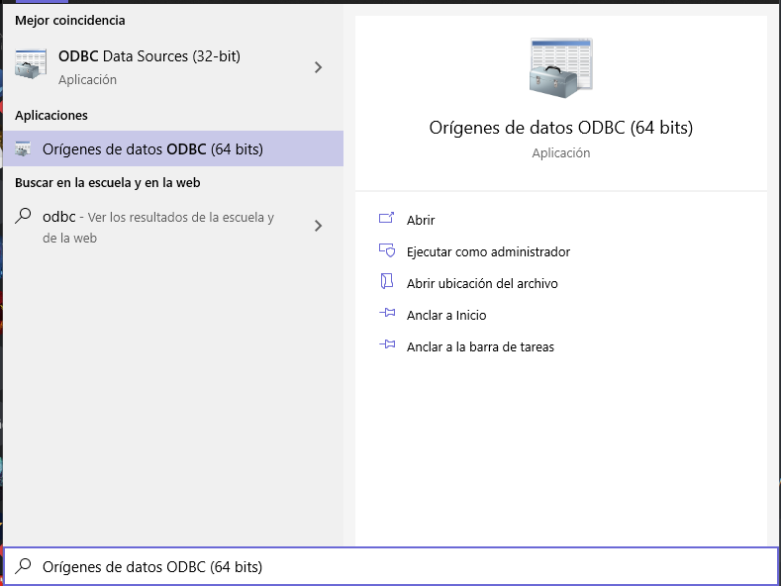 Mejor coincidencia
ODBC Data Sources (32-bit)
Aplicación
Aplicaciones
Orígenes de datos ODBC (64 bits)
Buscar en la escuela y en la web
odbc - Ver los resultados de la escuela y
de la web
Orígenes de datos ODBC (64 bits)
Aplicación
Abrir
Ejecutar como administrador
Abrir ubicación del archivo
Anclar a Inicio
Anclar a la barra de tareas
Orígenes de datos ODBC (64 bits)